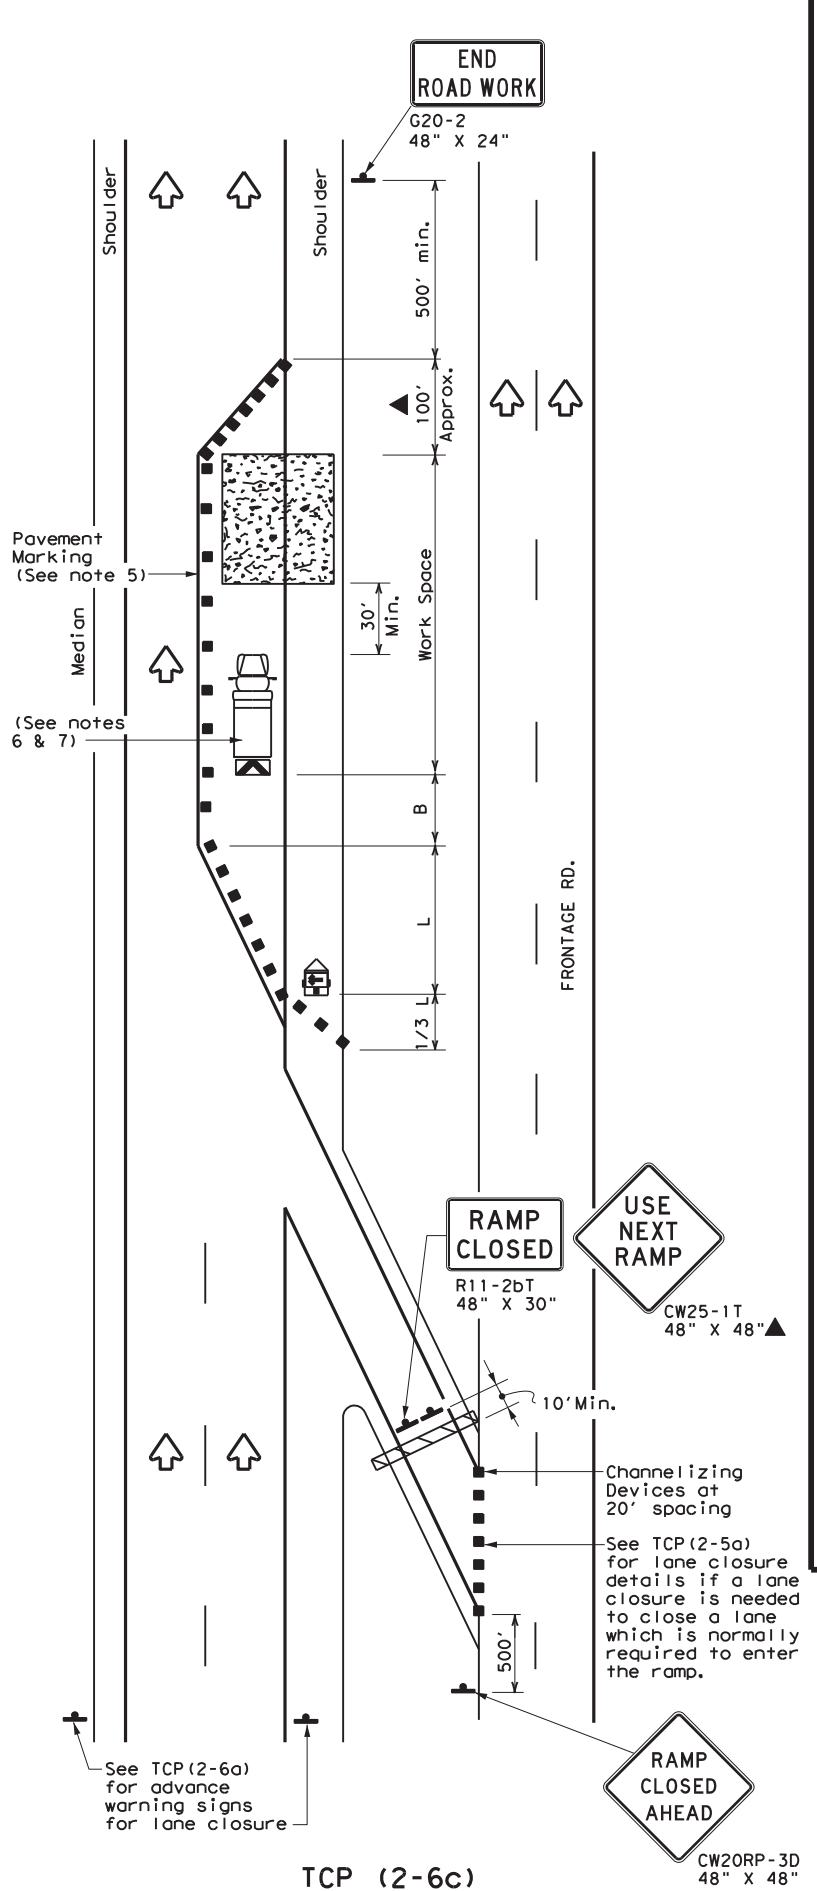 END
ROAD WORK
G20-2
48" X 24"
Shoulder
Shoulder
500' min.
100'
Approx.
Pavement
Marking
(See note 5)
30'
Min.
Work Space
Median
(See notes
6 & 7)
B
L
FRONTAGE RD.
1/3 L
RAMP
CLOSED
R11-2bT
48" X 30"
USE
NEXT
RAMP
CW25-1T
48" X 48"
10'Min.
Channelizing
Devices at
20' spacing
See TCP(2-5a)
for lane closure
details if a lane
closure is needed
to close a lane
which is normally
required to enter
the ramp.
500'
See TCP(2-6a)
for advance
warning signs
for lane closure
RAMP
CLOSED
AHEAD
CW20RP-3D
48" X 48"
TCP (2-6c)